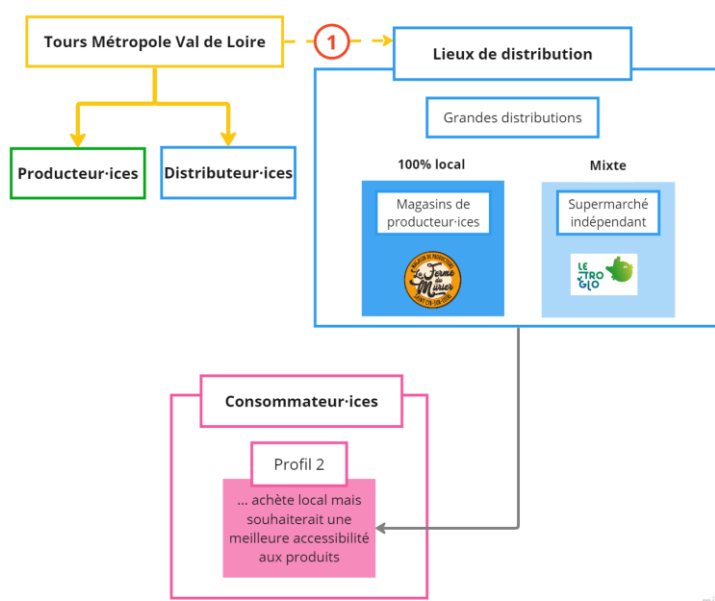 Tours Métropole Val de Loire
1
Lieux de distribution
Grandes distributions
Producteur·ices
Distributeur·ices
100% local
Mixte
Magasins de
producteur·ices
Supermarché
indépendant
La Ferme
du
Mûrier
LE
TRO
GLO
Consommateur·ices
Profil 2
... achète local mais
souhaiterait une
meilleure accessibilité
aux produits